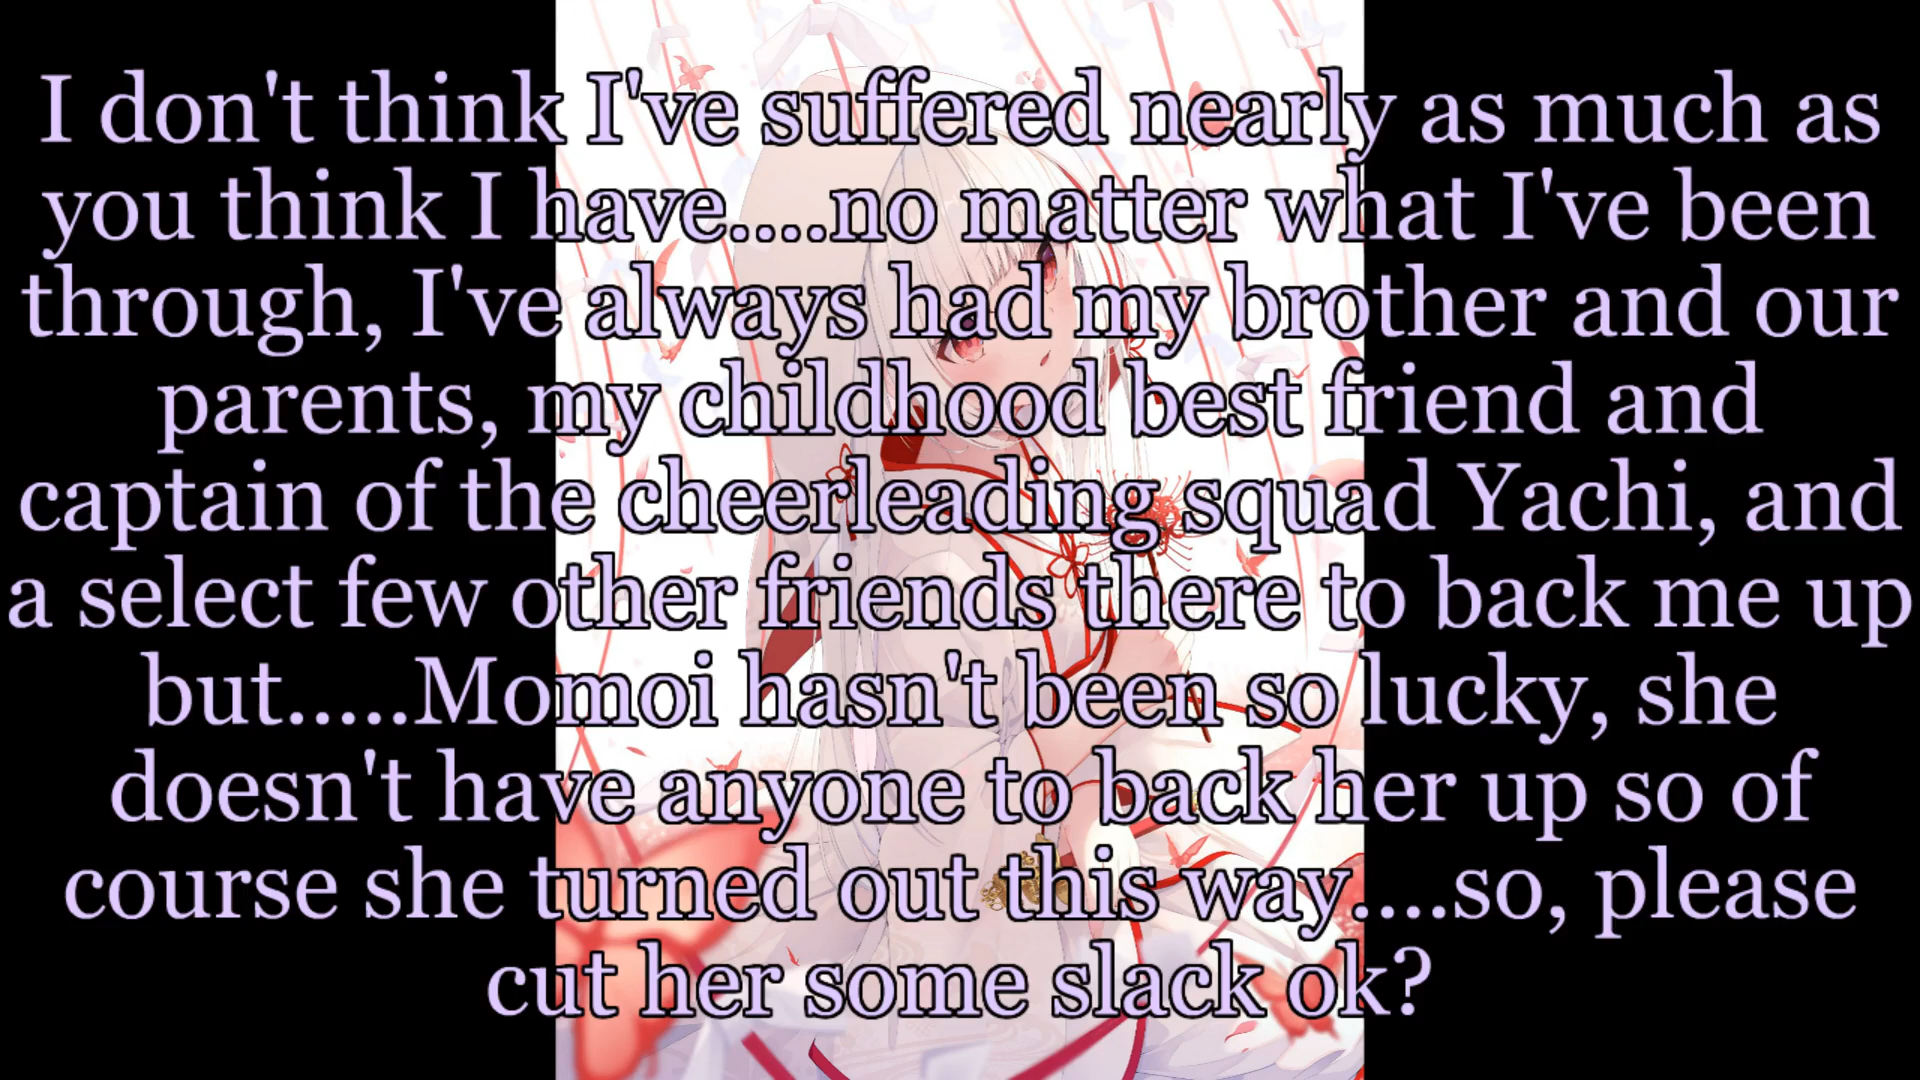 I don't think I've suffered nearly as much as
you think I have....no matter what I've been
through, I've always had my brother and our
parents, my childhood best friend and
captain of the cheerleading squad Yachi, and
a select few other friends there to back me up
but.....Momoi hasn't been so lucky, she
doesn't have anyone to back her up so of
course she turned out this way....so, please
cut her some slack ok?